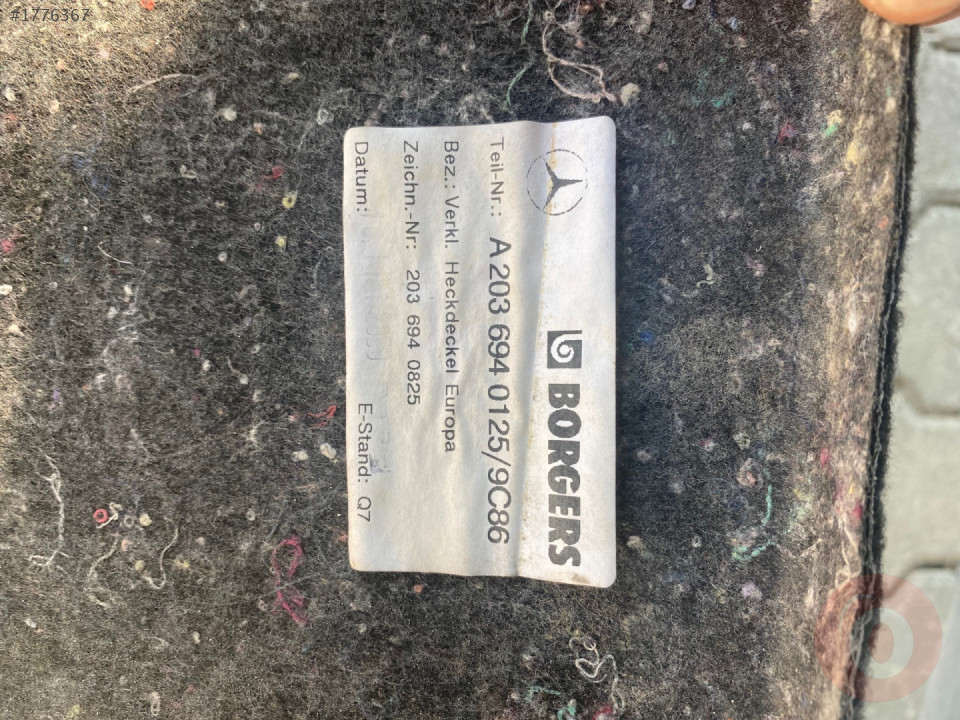 #1776367
BORGERS
Teil-Nr.: A 203 694 0125/9C86
Bez.: Verkl. Heckdeckel Europa
Zeichn.-Nr: 203 694 0825
Datum: E-Stand: Q7